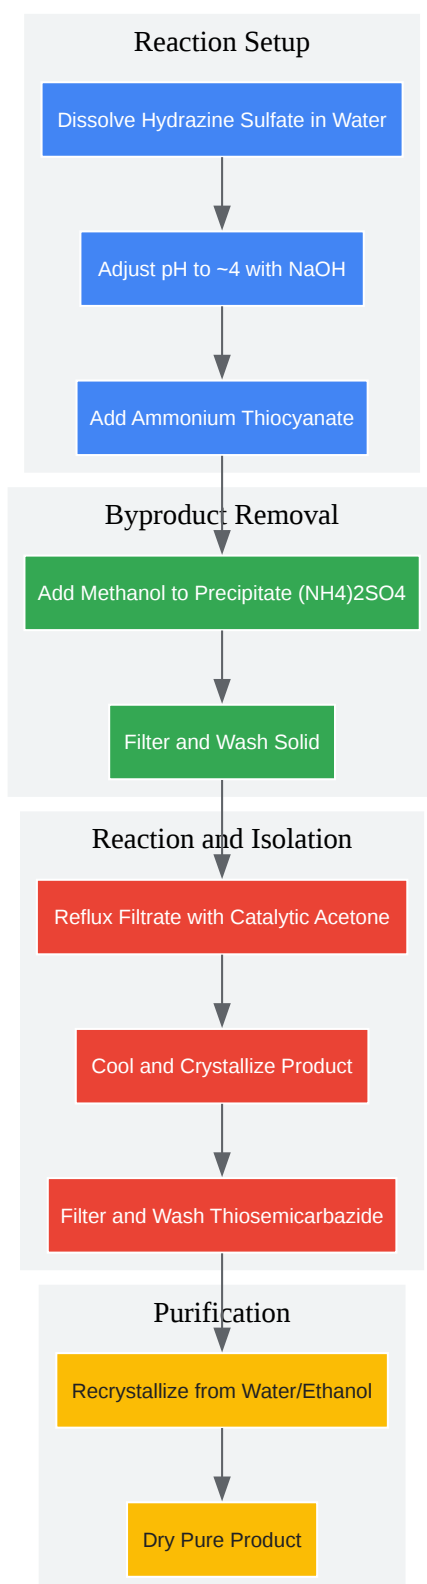 Reaction Setup
Dissolve Hydrazine Sulfate in Water
Adjust pH to ~4 with NaOH
Add Ammonium Thiocyanate
Byproduct Removal
Add Methanol to Precipitate (NH4)2SO4
Filter and Wash Solid
Reaction and Isolation
Reflux Filtrate with Catalytic Acetone
Cool and Crystallize Product
Filter and Wash Thiosemicarbazide
Purification
Recrystallize from Water/Ethanol
Dry Pure Product